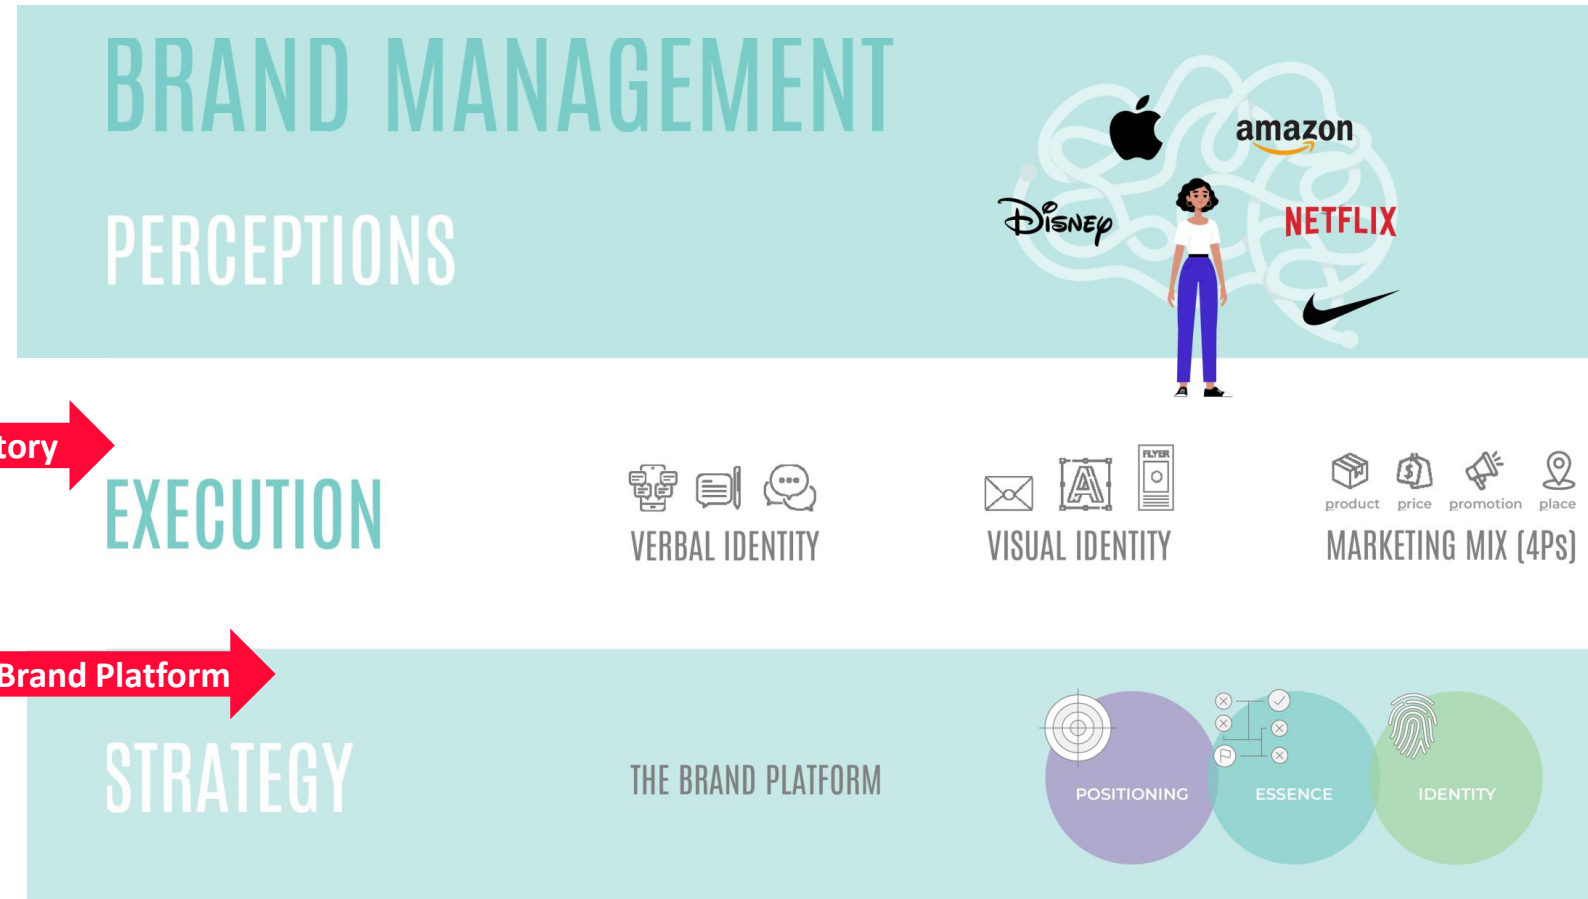 BRAND MANAGEMENT
amazon
Disney
NETFLIX
PERCEPTIONS
tory
EXECUTION
FLYER
A
product price promotion place
VERBAL IDENTITY
VISUAL IDENTITY
MARKETING MIX (4Ps)
Brand Platform
STRATEGY
THE BRAND PLATFORM
POSITIONING
ESSENCE
IDENTITY